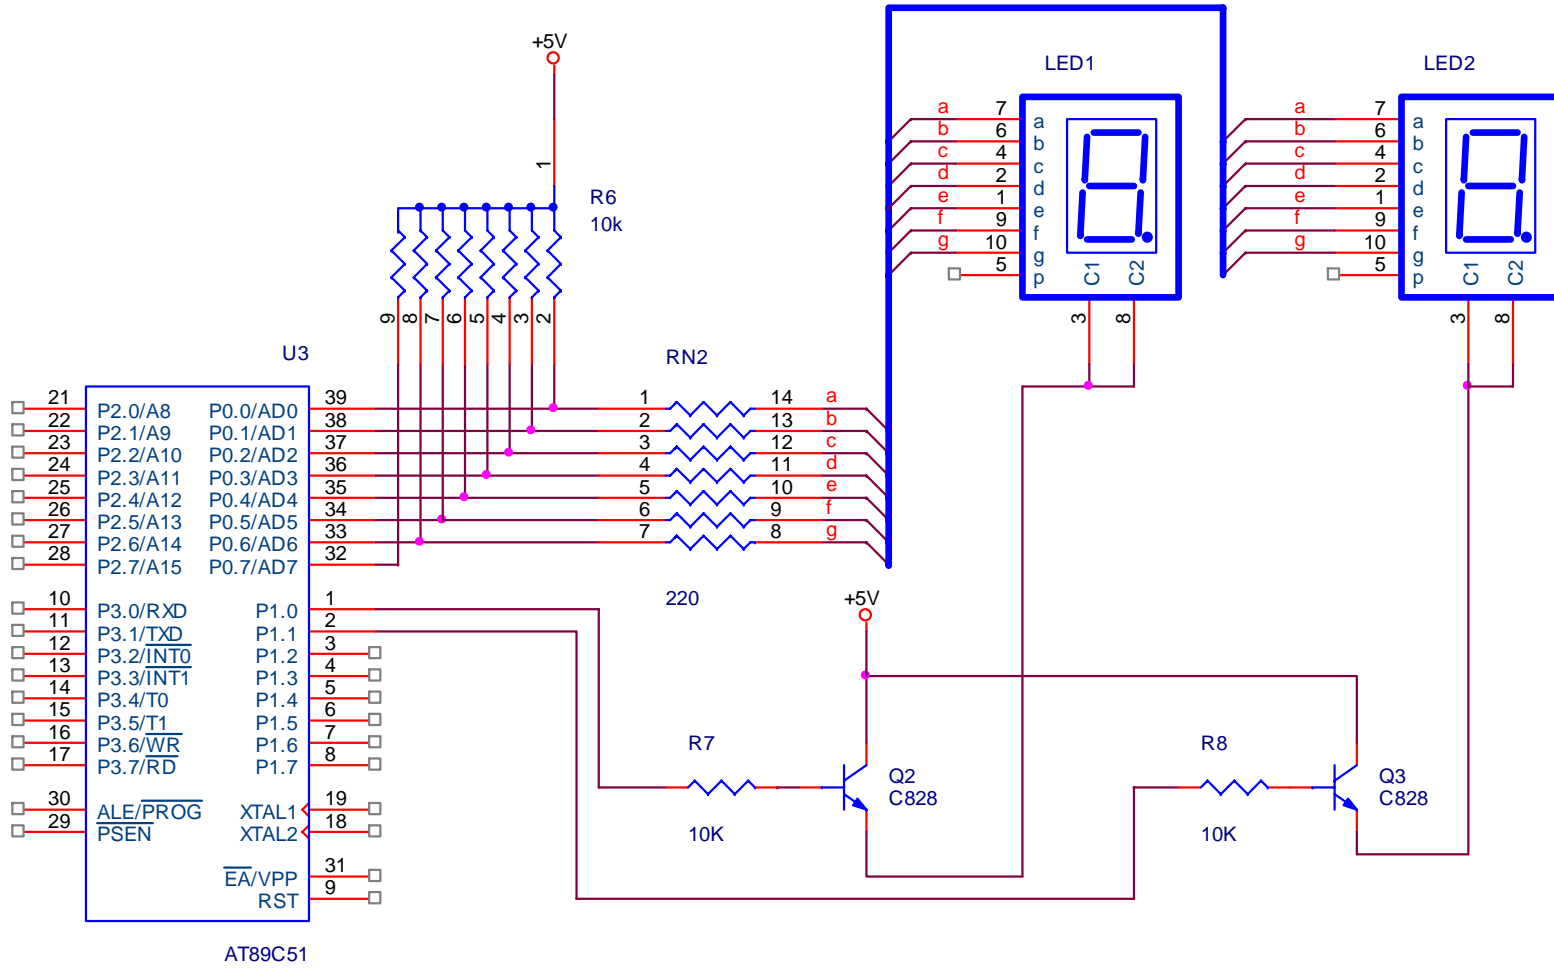 +5V
LED1
LED2
a 7 a
b 6 b
c 4 c
d 2 d
e 1 e
f 9 f
g 10 g
5 p
C1
C2
3
8
a 7 a
b 6 b
c 4 c
d 2 d
e 1 e
f 9 f
g 10 g
5 p
C1
C2
3
8
1
R6
10k
9
8
7
6
5
4
3
2
U3
RN2
1 14 a
2 13 b
3 12 c
4 11 d
5 10 e
6 9 f
7 8 g
220
21 P2.0/A8 P0.0/AD0 39
22 P2.1/A9 P0.1/AD1 38
23 P2.2/A10 P0.2/AD2 37
24 P2.3/A11 P0.3/AD3 36
25 P2.4/A12 P0.4/AD4 35
26 P2.5/A13 P0.5/AD5 34
27 P2.6/A14 P0.6/AD6 33
28 P2.7/A15 P0.7/AD7 32
10 P3.0/RXD P1.0 1
11 P3.1/TXD P1.1 2
12 P3.2/INT0 P1.2 3
13 P3.3/INT1 P1.3 4
14 P3.4/T0 P1.4 5
15 P3.5/T1 P1.5 6
16 P3.6/WR P1.6 7
17 P3.7/RD P1.7 8
30 ALE/PROG XTAL1 19
29 PSEN XTAL2 18
EA/VPP 31
RST 9
AT89C51
+5V
R7
10K
Q2
C828
R8
10K
Q3
C828